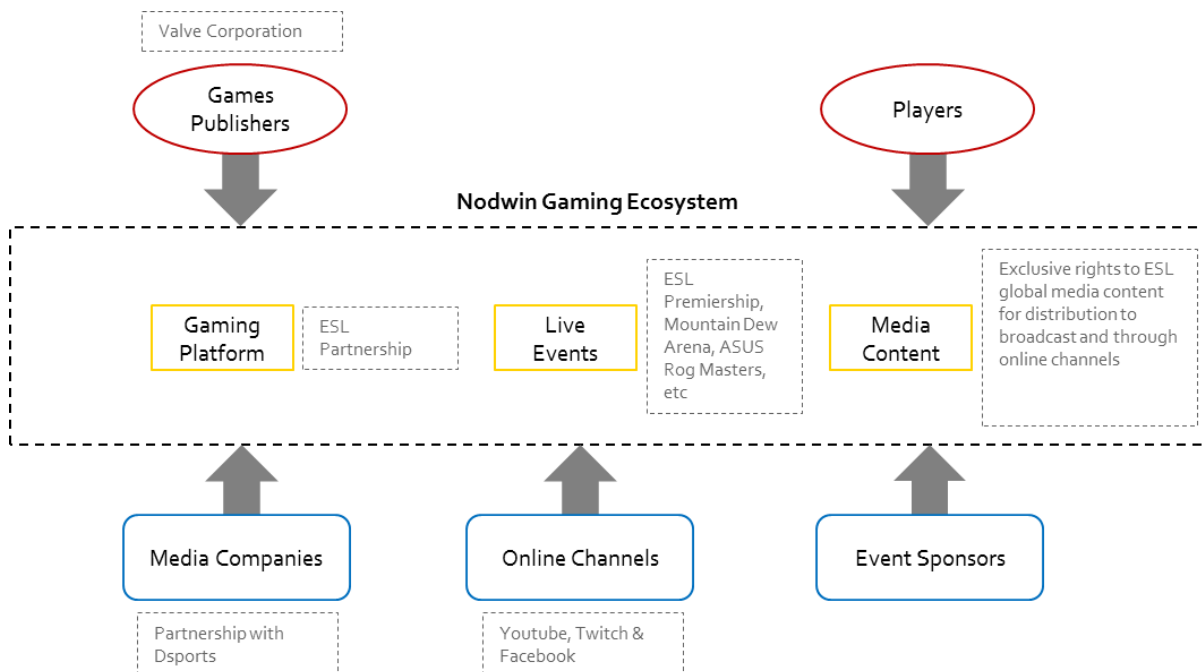 Valve Corporation
Games
Publishers
Players
Nodwin Gaming Ecosystem
Gaming
Platform
ESL
Partnership
Live
Events
ESL
Premiership,
Mountain Dew
Arena, ASUS
Rog Masters,
etc
Media
Content
Exclusive rights to ESL
global media content
for distribution to
broadcast and through
online channels
Media Companies
Online Channels
Event Sponsors
Partnership with
Dsports
Youtube, Twitch &
Facebook